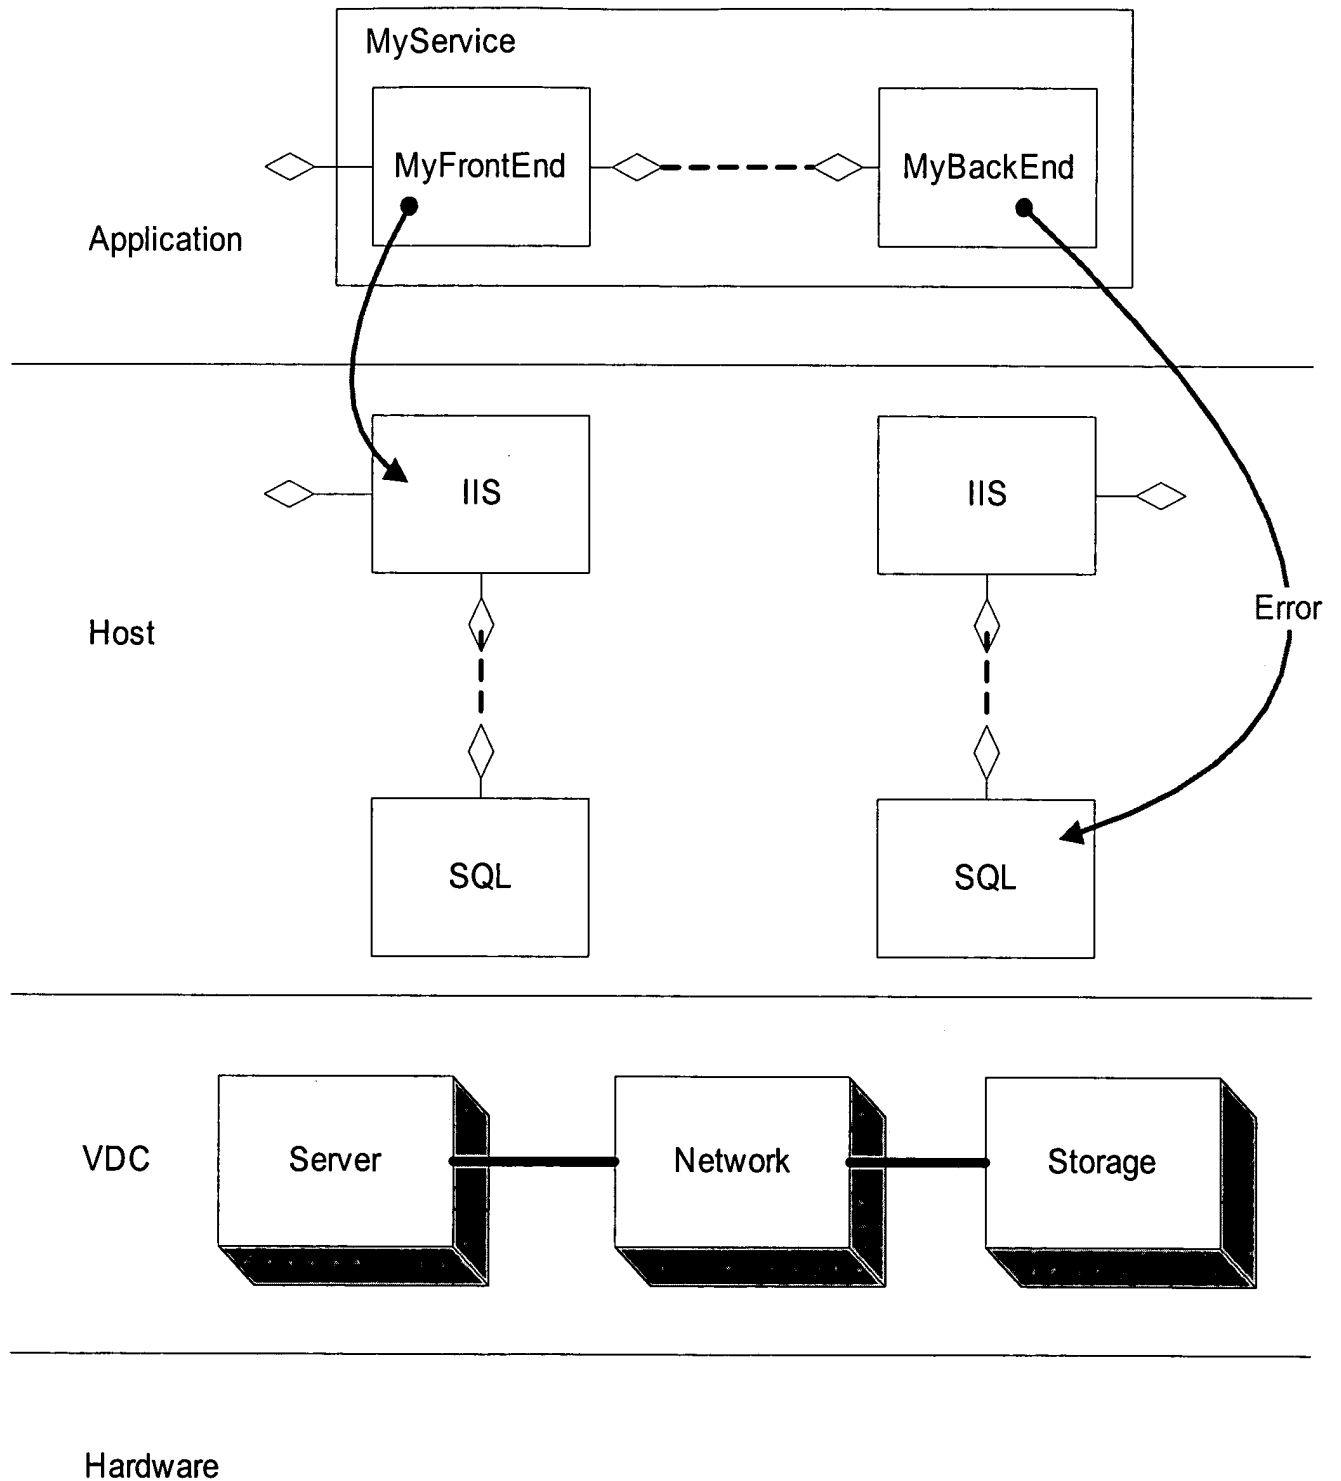 MyService
MyFrontEnd
MyBackEnd
Application
IIS
IIS
Error
Host
SQL
SQL
VDC
Server
Network
Storage
Hardware